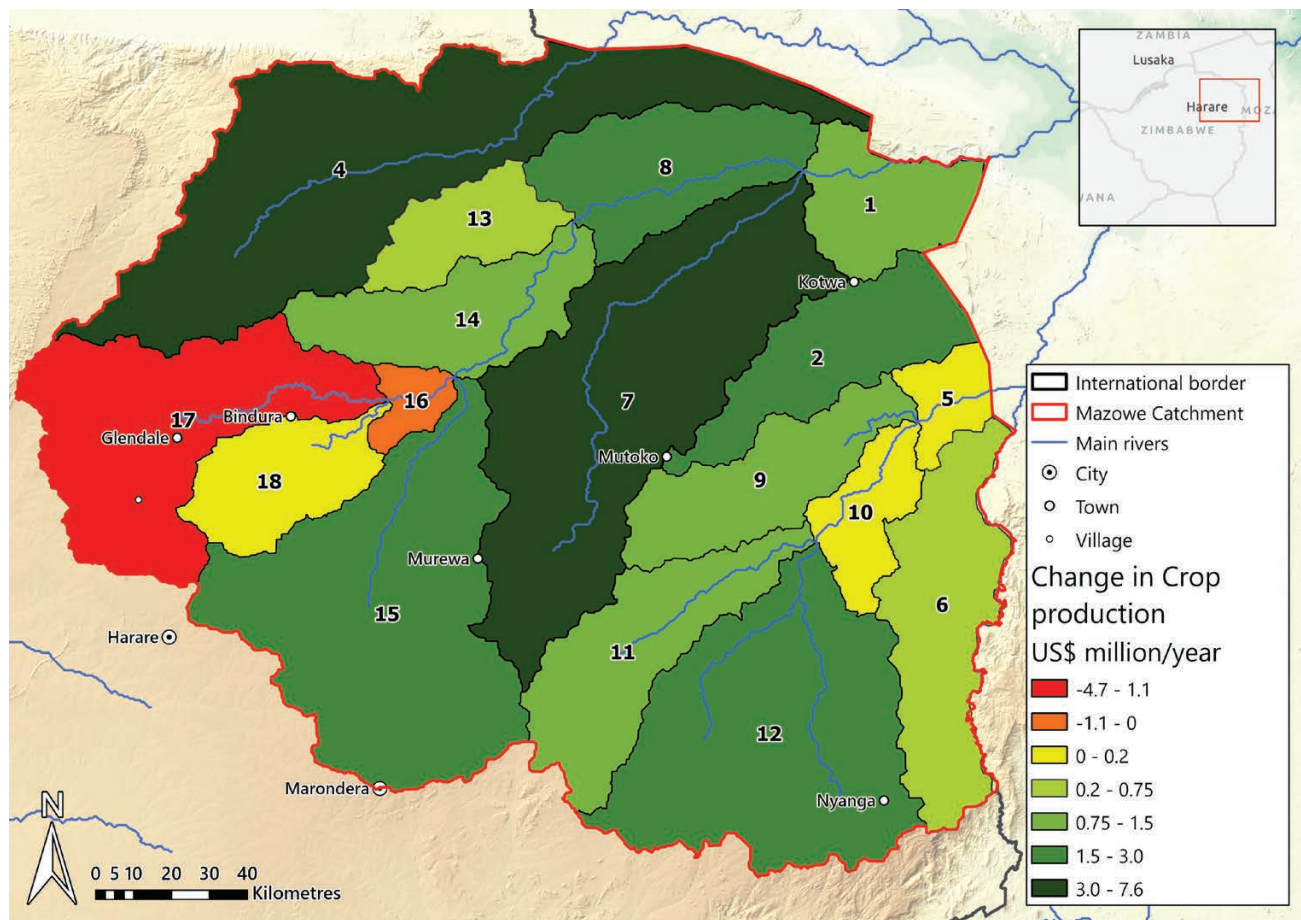 ZAMBIA
Lusaka
Harare
MOZA
ZIMBABWE
WANA
4
8
13
1
Kotwa
14
2
5
16
7
17
Bindura
Glendale
Mutoko
18
9
10
Murewa
15
6
Harare
11
12
Marondera
Nyanga
N
0 5 10 20 30 40
Kilometres
International border
Mazowe Catchment
Main rivers
City
Town
Village
Change in Crop
production
US$ million/year
-4.7 - 1.1
-1.1 - 0
0 - 0.2
0.2 - 0.75
0.75 - 1.5
1.5 - 3.0
3.0 - 7.6